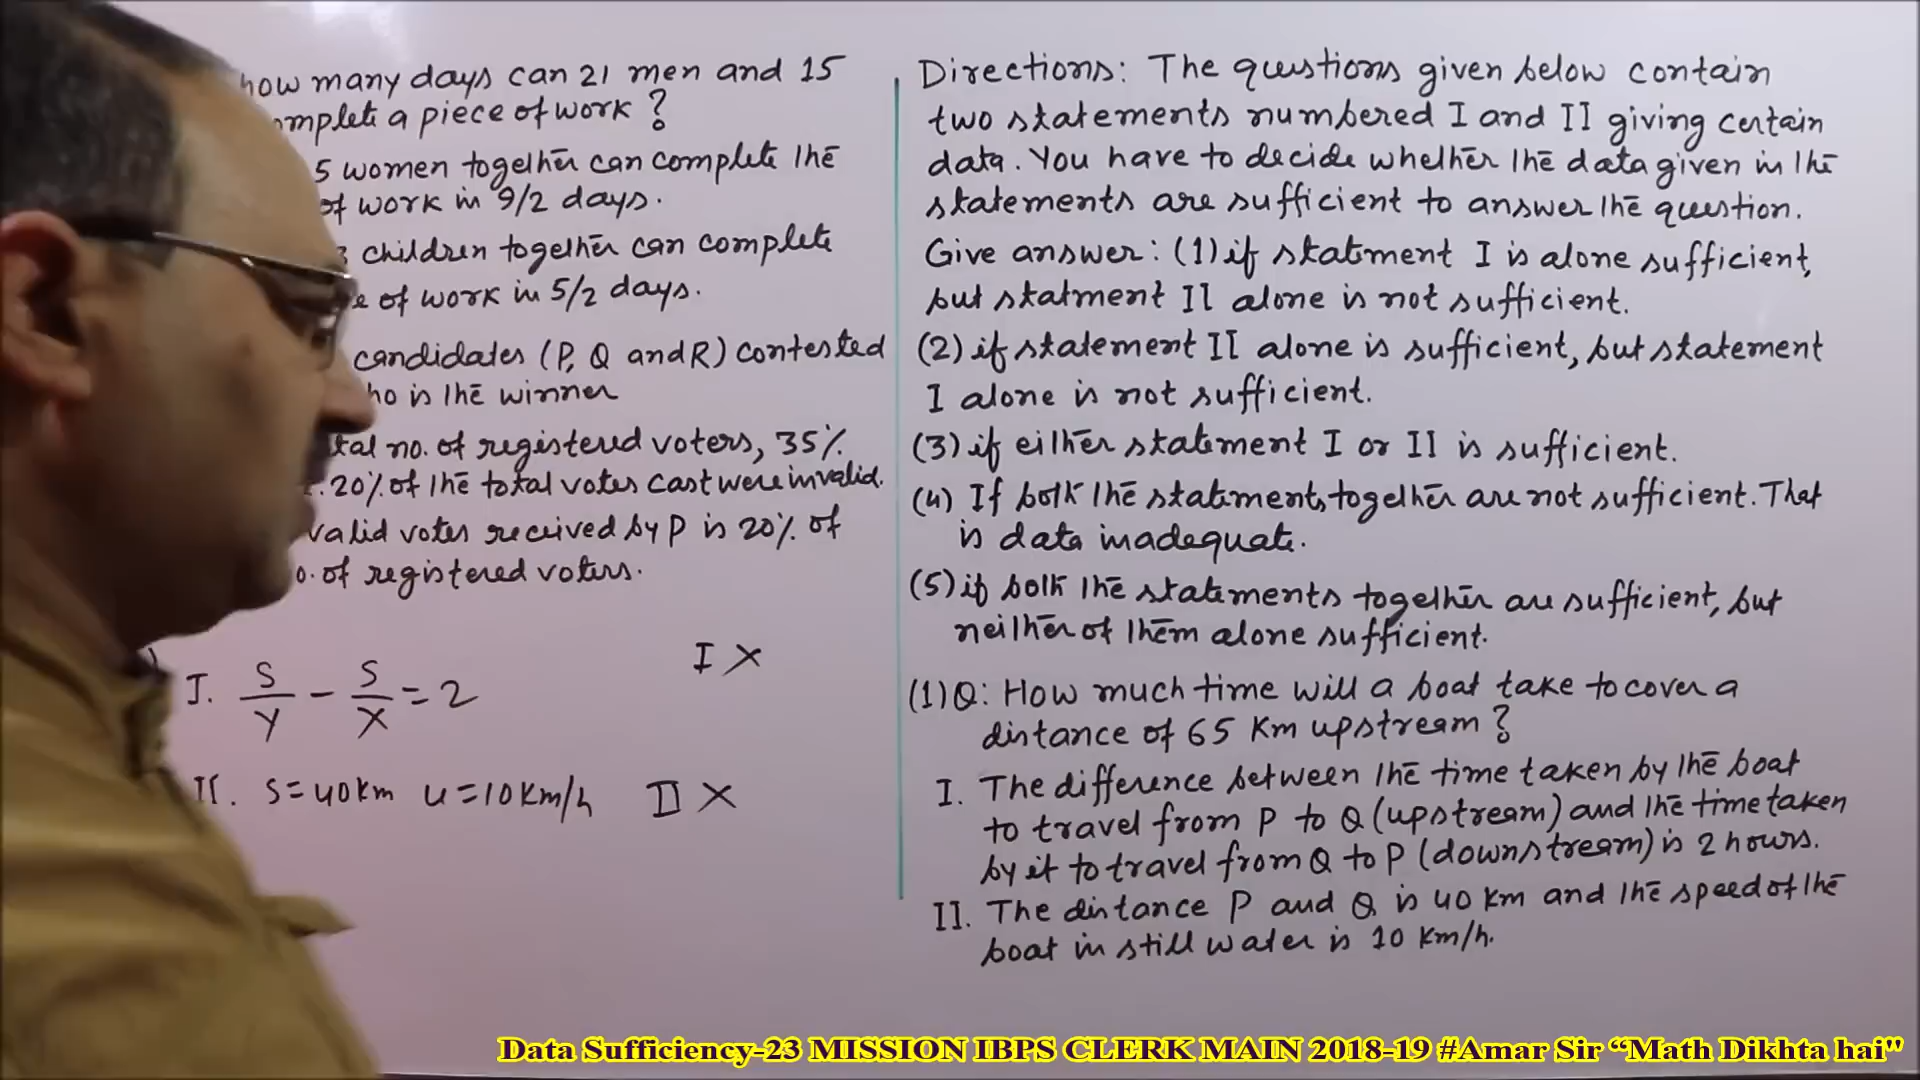 how many days can 21 men and 15
a piece of work ?
5 women together can complete the
of work in 9/2 days.
children together can complete
of work in 5/2 days.
candidates (P, Q and R) contested
is the winner
no. of registered voters, 35%
20% of the total votes cast were invalid.
valid votes received by P is 20% of
of registered voters.
I X
I. S/Y - S/X = 2
II. S=40km u=10km/h II X
Directions: The questions given below contain
two statements numbered I and II giving certain
data. You have to decide whether the data given in the
statements are sufficient to answer the question.
Give answer: (1) if statement I is alone sufficient,
but statment II alone is not sufficient.
(2) if statement II alone is sufficient, but statement
I alone is not sufficient.
(3) if either statement I or II is sufficient.
(4) If both the statements together are not sufficient. That
is data inadequate.
(5) if both the statements together are sufficient, but
neither of them alone sufficient.
(1) Q: How much time will a boat take to cover a
distance of 65 Km upstream ?
I. The difference between the time taken by the boat
to travel from P to Q (upstream) and the time taken
by it to travel from Q to P (downstream) is 2 hours.
II. The distance P and Q is 40 Km and the speed of the
boat in still water is 10 Km/h.
Data Sufficiency-23 MISSION IBPS CLERK MAIN 2018-19 #Amar Sir “Math Dikhta hai"